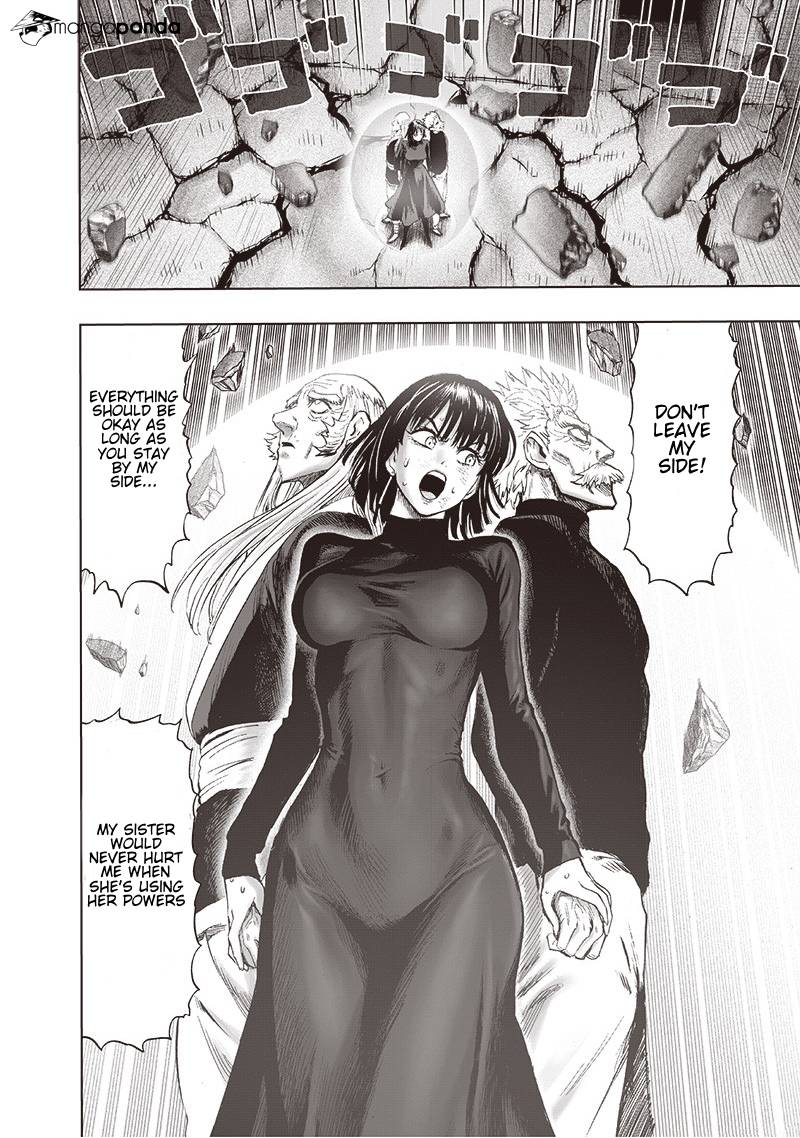 mangapanda
ゴゴゴゴゴ
DON'T
LEAVE
MY
SIDE!
EVERYTHING
SHOULD BE
OKAY AS
LONG AS
YOU STAY
BY MY
SIDE...
MY SISTER
WOULD
NEVER HURT
ME WHEN
SHE'S USING
HER POWERS